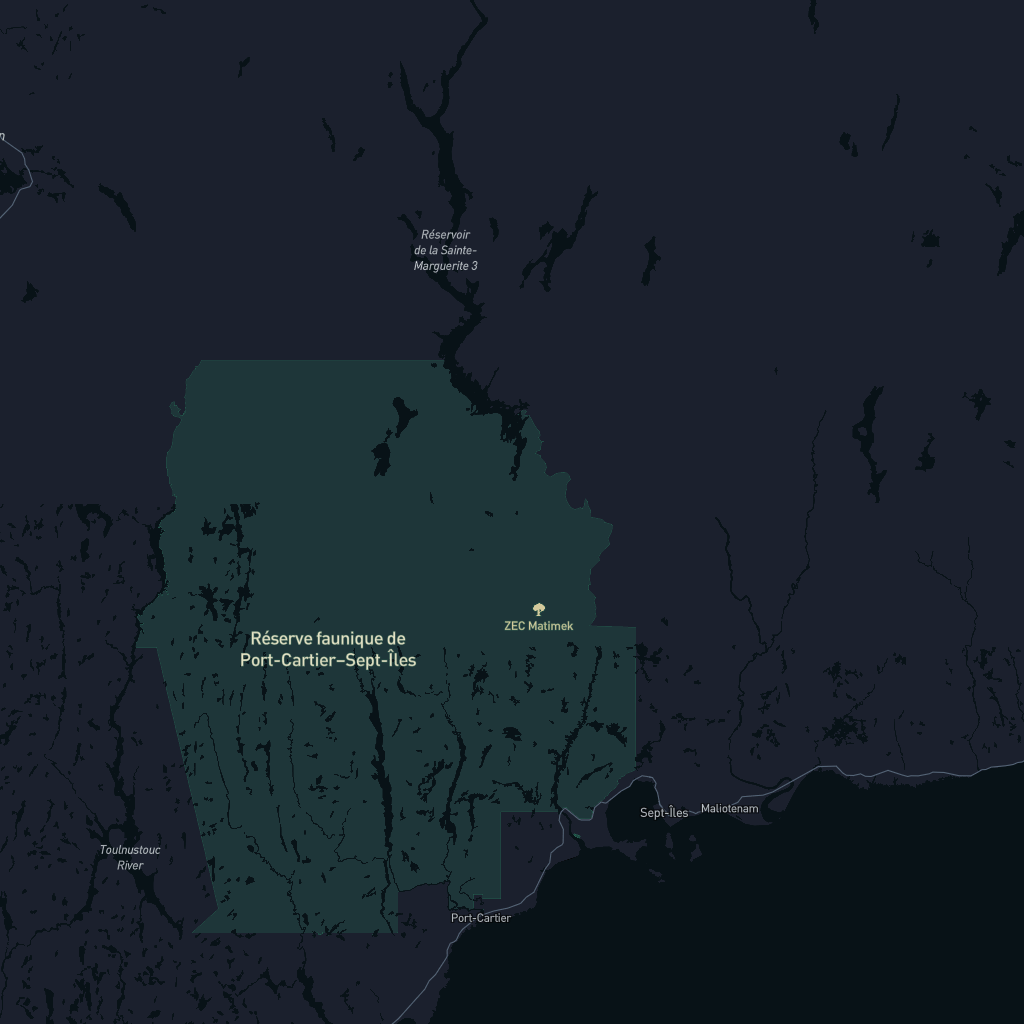 n
Réservoir
de la Sainte-
Marguerite 3
ZEC Matimek
Réserve faunique de
Port-Cartier–Sept-Îles
Sept-Îles
Maliotenam
Toulnustouc
River
Port-Cartier